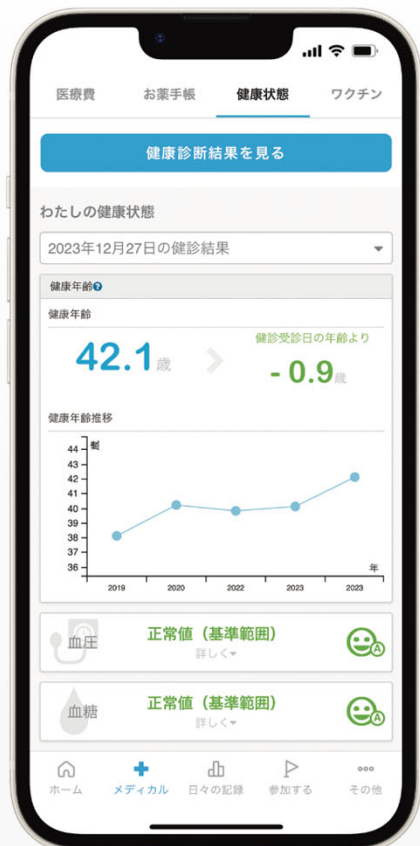 医療費 お薬手帳 健康状態 ワクチン
健康診断結果を見る
わたしの健康状態
2023年12月27日の健診結果
健康年齢?
健康年齢
健診受診日の年齢より
42.1歳 - 0.9歳
健康年齢推移
歳
44
43
42
41
40
39
38
37
36
年
2019 2020 2022 2023 2023
血圧 正常値（基準範囲） A
詳しく
血糖 正常値（基準範囲） A
詳しく
ホーム メディカル 日々の記録 参加する その他